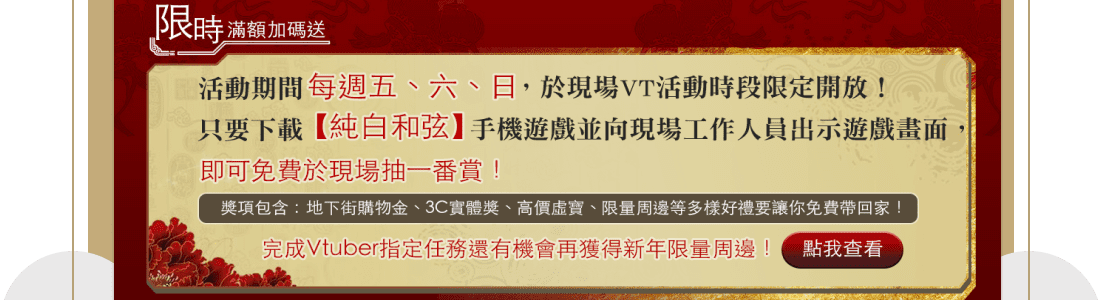 限時滿額加碼送
活動期間每週五、六、日，於現場VT活動時段限定開放！
只要下載【純白和弦】手機遊戲並向現場工作人員出示遊戲畫面，
即可免費於現場抽一番賞！
獎項包含：地下街購物金、3C實體獎、高價虛寶、限量周邊等多樣好禮要讓你免費帶回家！
完成Vtuber指定任務還有機會再獲得新年限量周邊！ 點我查看